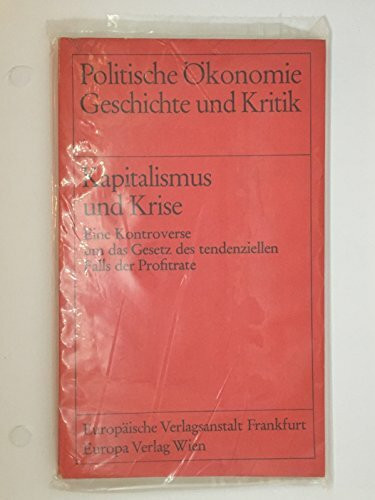 Politische Ökonomie
Geschichte und Kritik
Kapitalismus
und Krise
Eine Kontroverse
um das Gesetz des tendenziellen
Falls der Profitrate
Europäische Verlagsanstalt Frankfurt
Europa Verlag Wien